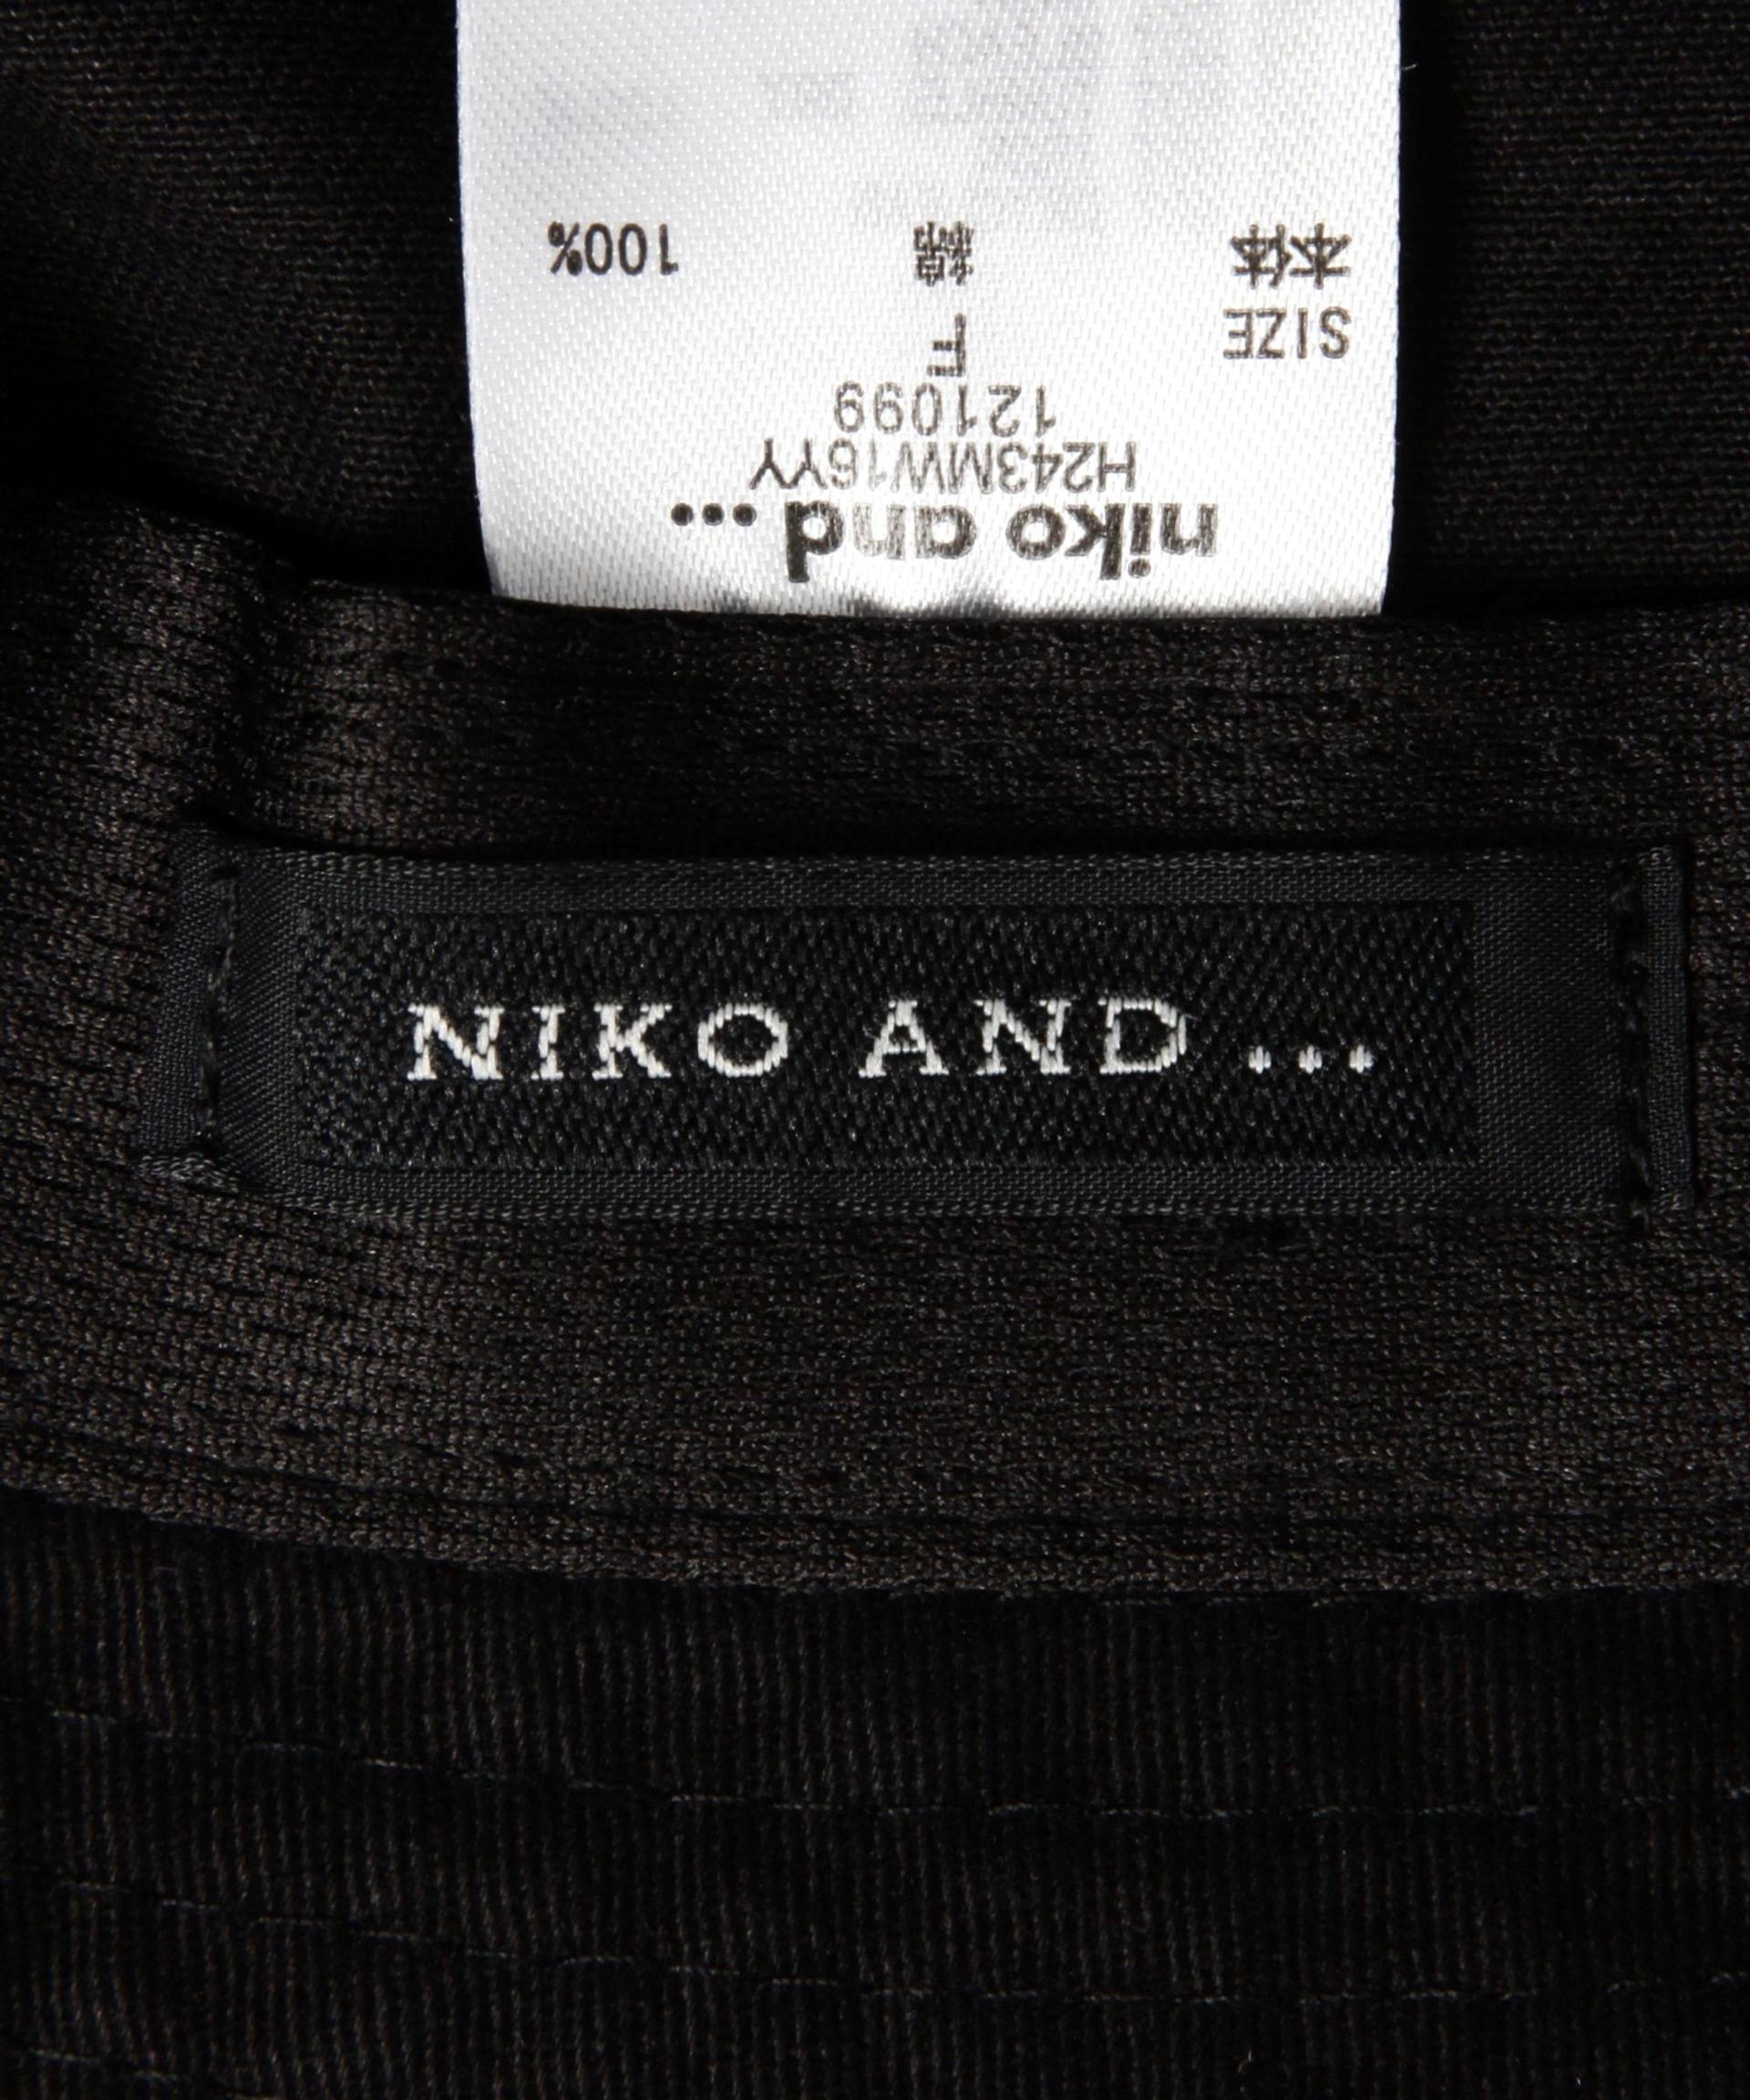 niko and...
H243MW16YY
121099
SIZE F
本体 綿 100%
NIKO AND...